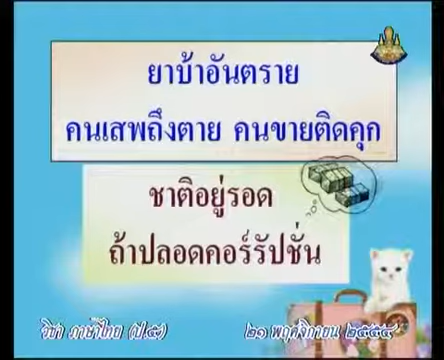 ยาบ้าอันตราย
คนเสพถึงตาย คนขายติดคุก
ชาติอยู่รอด
ถ้าปลอดคอร์รัปชั่น
วิชา ภาษาไทย (ป.๕) ๒๑ พฤศจิกายน ๒๕๕๔